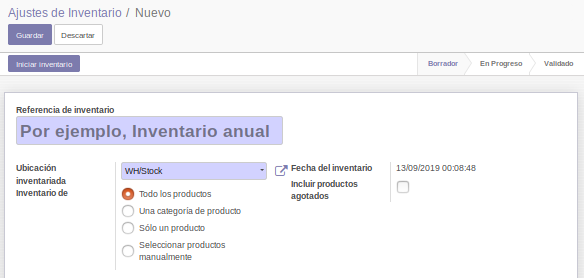 Ajustes de Inventario / Nuevo
Guardar Descartar
Iniciar inventario Borrador En Progreso Validado
Referencia de inventario
Por ejemplo, Inventario anual
Ubicación inventariada WH/Stock Fecha del inventario 13/09/2019 00:08:48
Inventario de Todo los productos Incluir productos agotados
Una categoría de producto
Sólo un producto
Seleccionar productos
manualmente